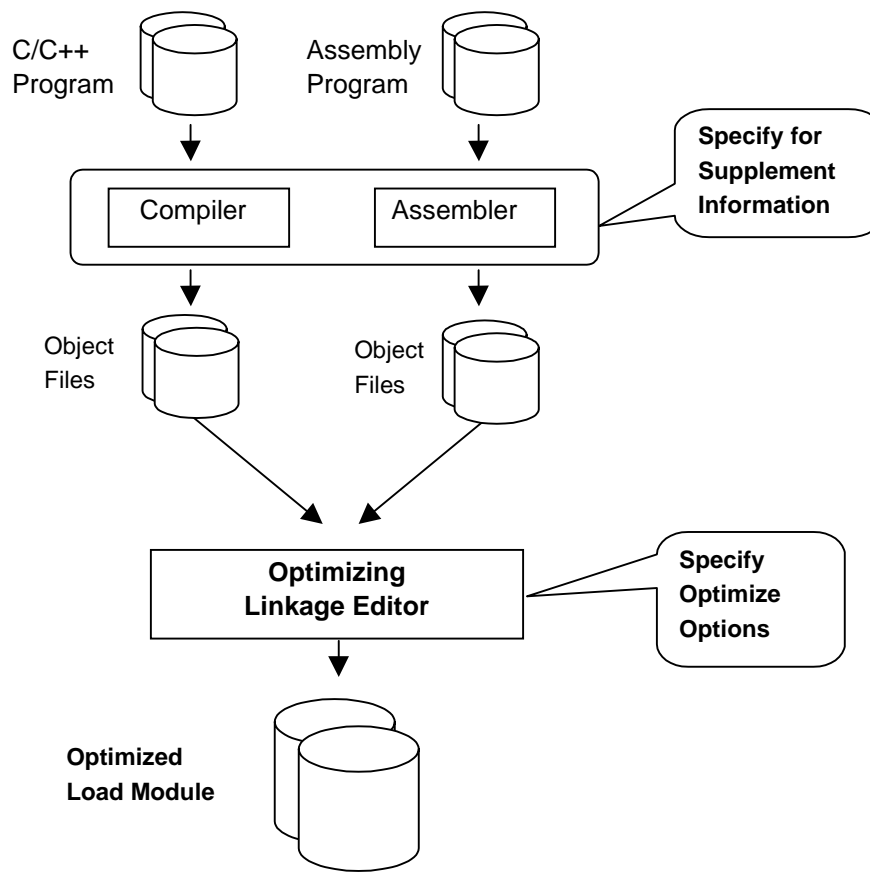 C/C++
Program
Assembly
Program
Specify for
Supplement
Information
Compiler
Assembler
Object
Files
Object
Files
Optimizing
Linkage Editor
Specify
Optimize
Options
Optimized
Load Module